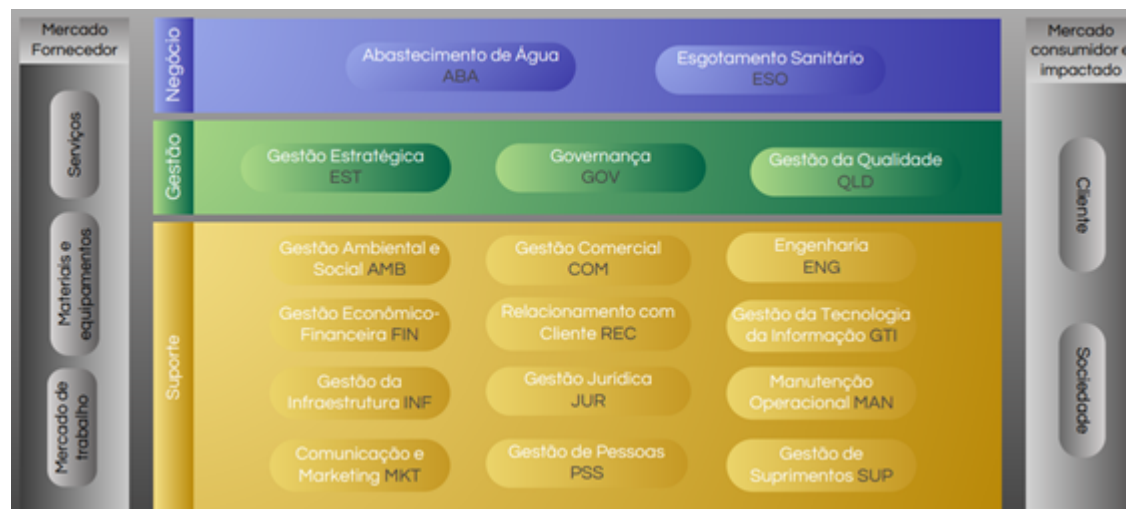 Mercado
Fornecedor
Serviços
Materiais e
equipamentos
Mercado de
trabalho
Negócio
Abastecimento de Água
ABA
Esgotamento Sanitário
ESO
Gestão
Gestão Estratégica
EST
Governança
GOV
Gestão da Qualidade
QLD
Suporte
Gestão Ambiental e
Social AMB
Gestão Comercial
COM
Engenharia
ENG
Gestão Econômico-
Financeira FIN
Relacionamento com
Cliente REC
Gestão da Tecnologia
da Informação GTI
Gestão da
Infraestrutura INF
Gestão Jurídica
JUR
Manutenção
Operacional MAN
Comunicação e
Marketing MKT
Gestão de Pessoas
PSS
Gestão de
Suprimentos SUP
Mercado
consumidor e
impactado
Cliente
Sociedade